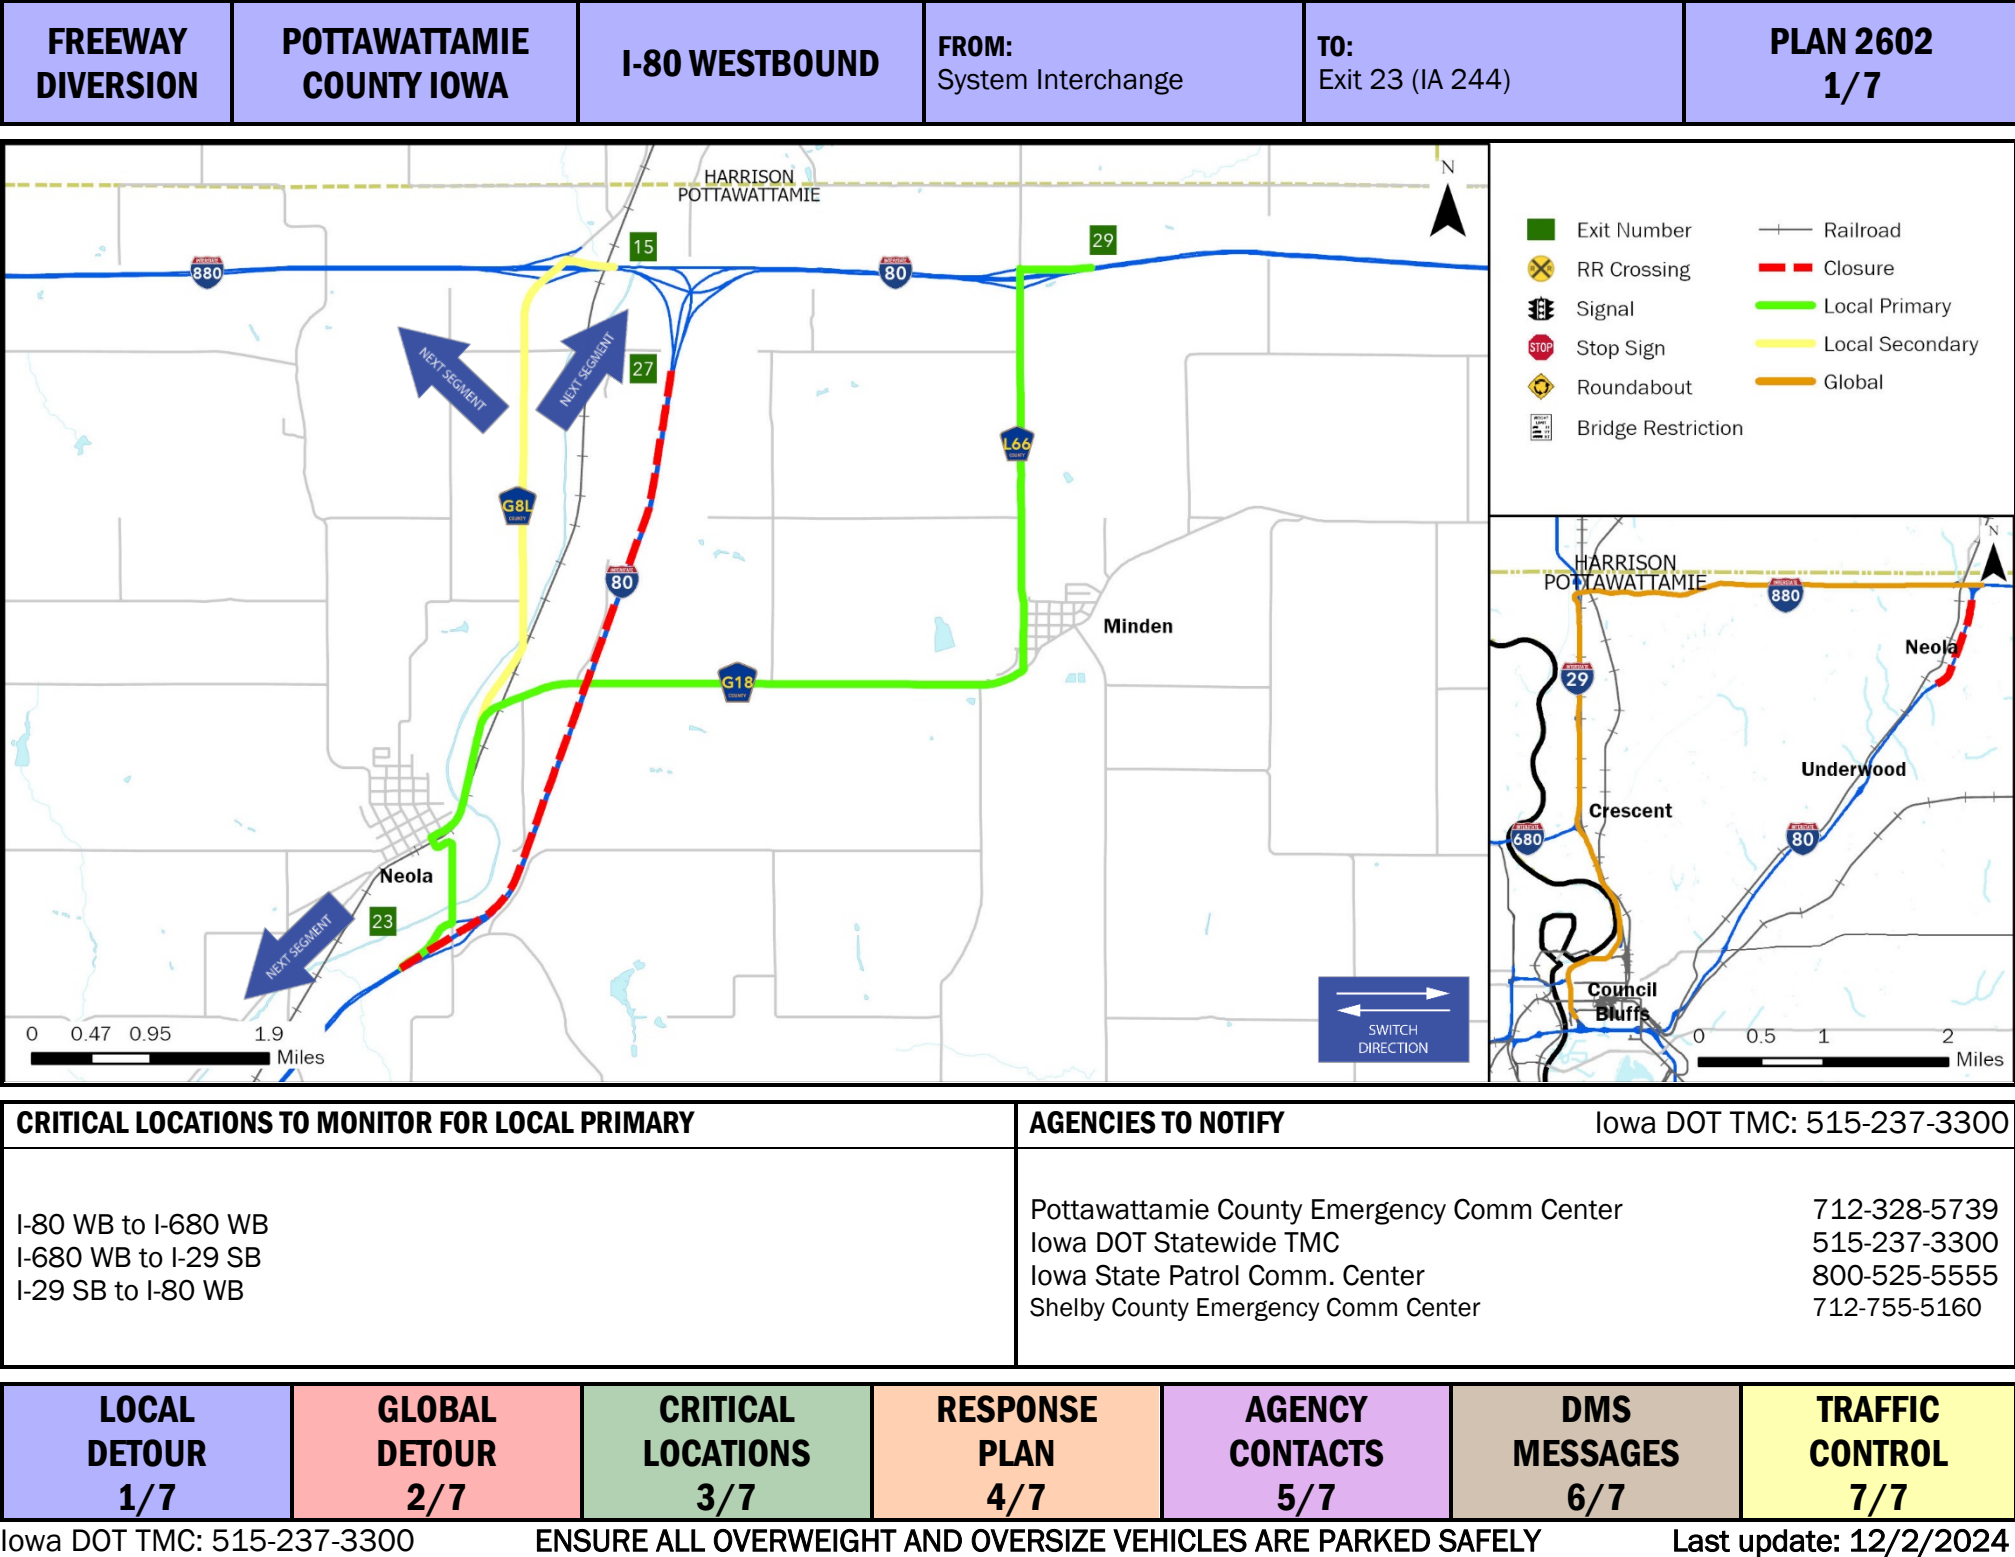 FREEWAY
DIVERSION
POTTAWATTAMIE
COUNTY IOWA
I-80 WESTBOUND
FROM:
System Interchange
TO:
Exit 23 (IA 244)
PLAN 2602
1/7
HARRISON
POTTAWATTAMIE
N
15
29
880
80
NEXT SEGMENT
NEXT SEGMENT
27
L66
COUNTY
G8L
COUNTY
80
Minden
G18
COUNTY
Neola
23
NEXT SEGMENT
0 0.47 0.95 1.9
Miles
SWITCH
DIRECTION
Exit Number
RR Crossing
Signal
STOP
Stop Sign
Roundabout
Bridge Restriction
Railroad
Closure
Local Primary
Local Secondary
Global
N
HARRISON
POTTAWATTAMIE
880
Neola
29
Underwood
Crescent
680
80
Council
Bluffs
0 0.5 1 2
Miles
CRITICAL LOCATIONS TO MONITOR FOR LOCAL PRIMARY
I-80 WB to I-680 WB
I-680 WB to I-29 SB
I-29 SB to I-80 WB
AGENCIES TO NOTIFY Iowa DOT TMC: 515-237-3300
Pottawattamie County Emergency Comm Center 712-328-5739
Iowa DOT Statewide TMC 515-237-3300
Iowa State Patrol Comm. Center 800-525-5555
Shelby County Emergency Comm Center 712-755-5160
LOCAL
DETOUR
1/7
GLOBAL
DETOUR
2/7
CRITICAL
LOCATIONS
3/7
RESPONSE
PLAN
4/7
AGENCY
CONTACTS
5/7
DMS
MESSAGES
6/7
TRAFFIC
CONTROL
7/7
Iowa DOT TMC: 515-237-3300 ENSURE ALL OVERWEIGHT AND OVERSIZE VEHICLES ARE PARKED SAFELY Last update: 12/2/2024